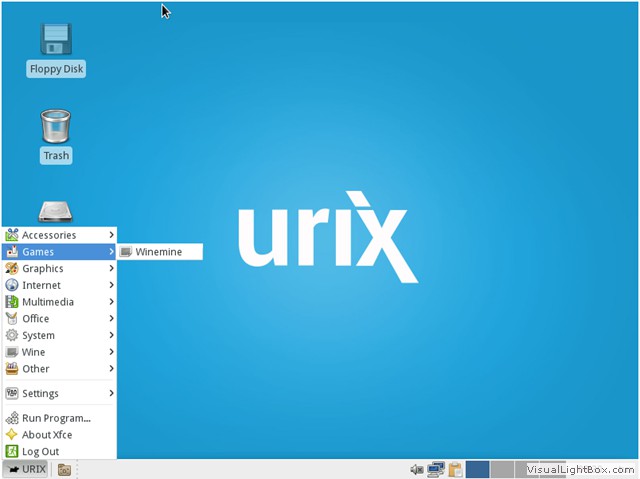 Floppy Disk
Trash
urix
Accessories
Games
Winemine
Graphics
Internet
Multimedia
Office
System
Wine
Other
Settings
Run Program...
About Xfce
Log Out
URIX
VisualLightBox.com